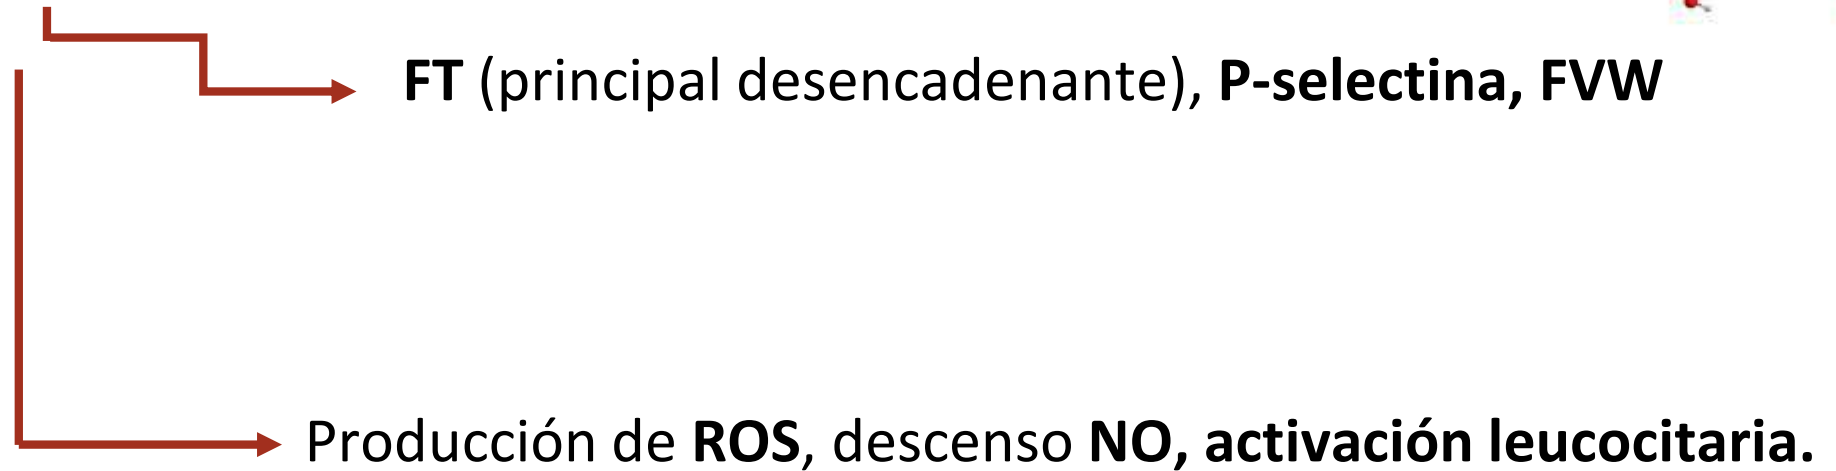 FT (principal desencadenante), P-selectina, FVW
Producción de ROS, descenso NO, activación leucocitaria.